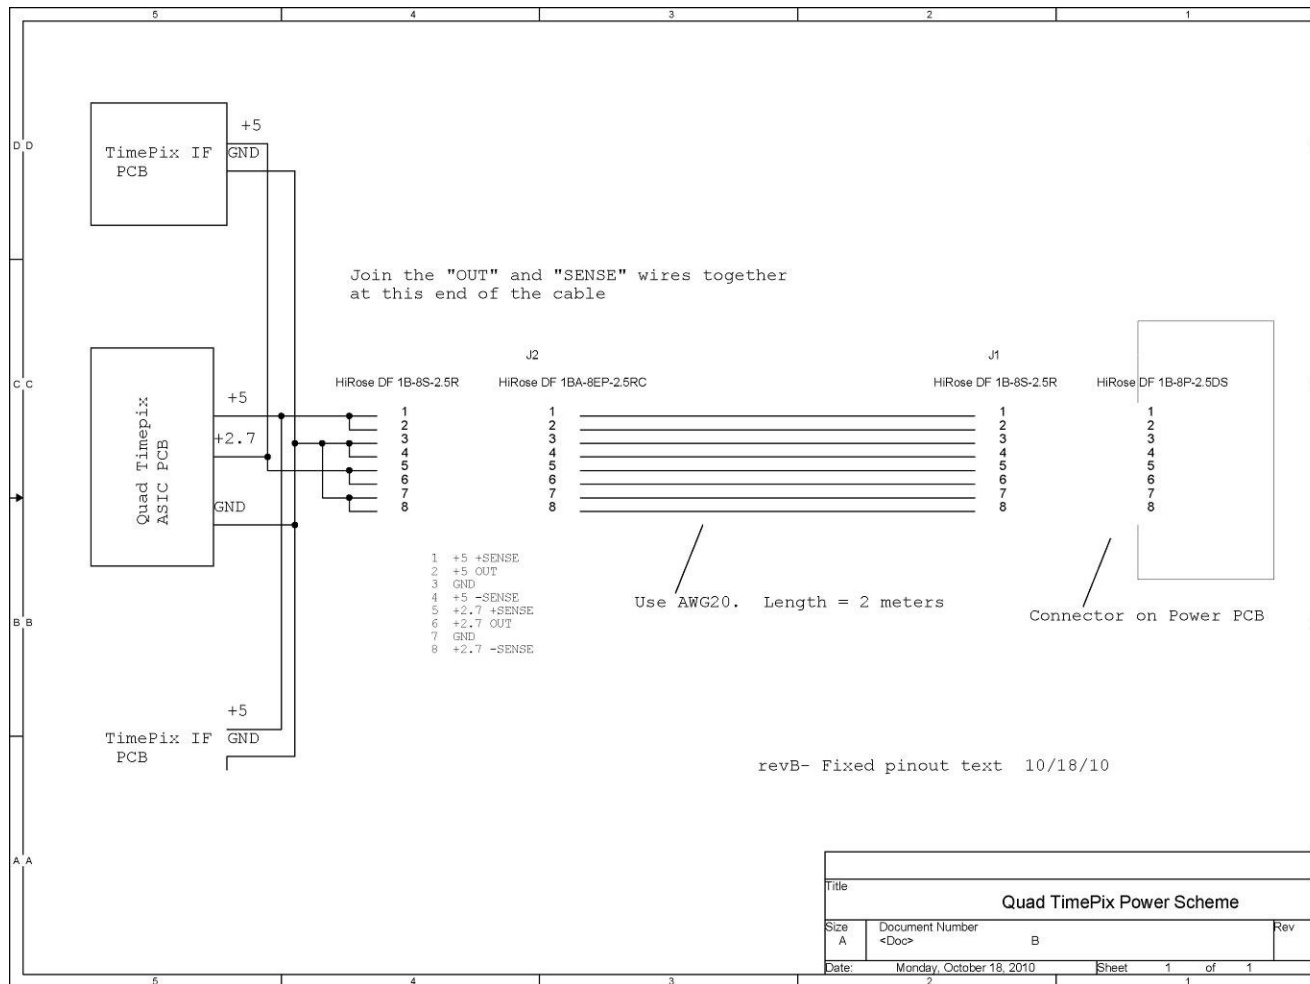 5 4 3 2 1
D D
+5
TimePix IF GND
PCB
Join the "OUT" and "SENSE" wires together
at this end of the cable
J2 J1
C C
HiRose DF 1B-8S-2.5R HiRose DF 1BA-8EP-2.5RC HiRose DF 1B-8S-2.5R HiRose DF 1B-8P-2.5DS
+5
+2.7
GND
Quad Timepix
ASIC PCB
1 1 1 1
2 2 2 2
3 3 3 3
4 4 4 4
5 5 5 5
6 6 6 6
7 7 7 7
8 8 8 8
1 +5 +SENSE
2 +5 OUT
3 GND
4 +5 -SENSE
5 +2.7 +SENSE
6 +2.7 OUT
7 GND
8 +2.7 -SENSE
Use AWG20. Length = 2 meters
Connector on Power PCB
B B
+5
TimePix IF GND
PCB
revB- Fixed pinout text 10/18/10
A A
Title
Quad TimePix Power Scheme
Size Document Number Rev
A <Doc> B
Date: Monday, October 18, 2010 Sheet 1 of 1
5 4 3 2 1